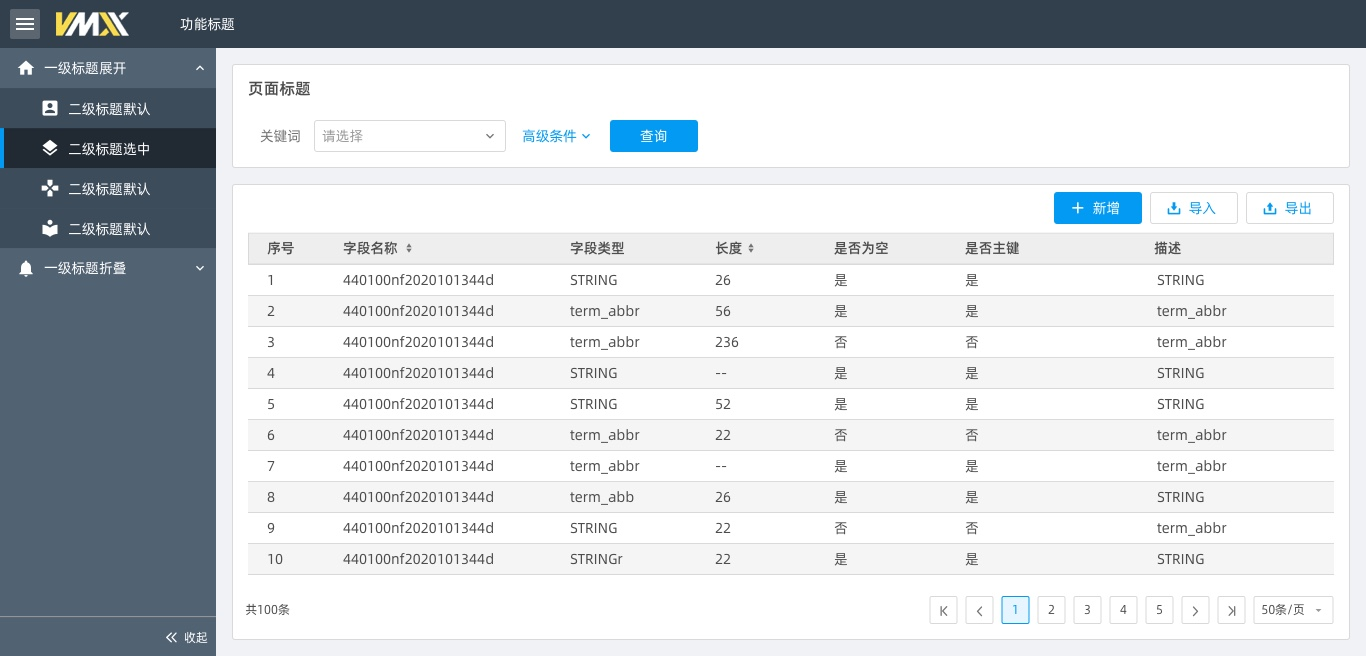 VMX 功能标题
一级标题展开
二级标题默认
二级标题选中
二级标题默认
二级标题默认
一级标题折叠
收起
页面标题
关键词 请选择 高级条件 查询
新增 导入 导出
序号 字段名称 字段类型 长度 是否为空 是否主键 描述
1 440100nf2020101344d STRING 26 是 是 STRING
2 440100nf2020101344d term_abbr 56 是 是 term_abbr
3 440100nf2020101344d term_abbr 236 否 否 term_abbr
4 440100nf2020101344d STRING -- 是 是 STRING
5 440100nf2020101344d STRING 52 是 是 STRING
6 440100nf2020101344d term_abbr 22 否 否 term_abbr
7 440100nf2020101344d term_abbr -- 是 是 term_abbr
8 440100nf2020101344d term_abb 26 是 是 STRING
9 440100nf2020101344d STRING 22 否 否 term_abbr
10 440100nf2020101344d STRINGr 22 是 是 STRING
共100条 1 2 3 4 5 50条/页